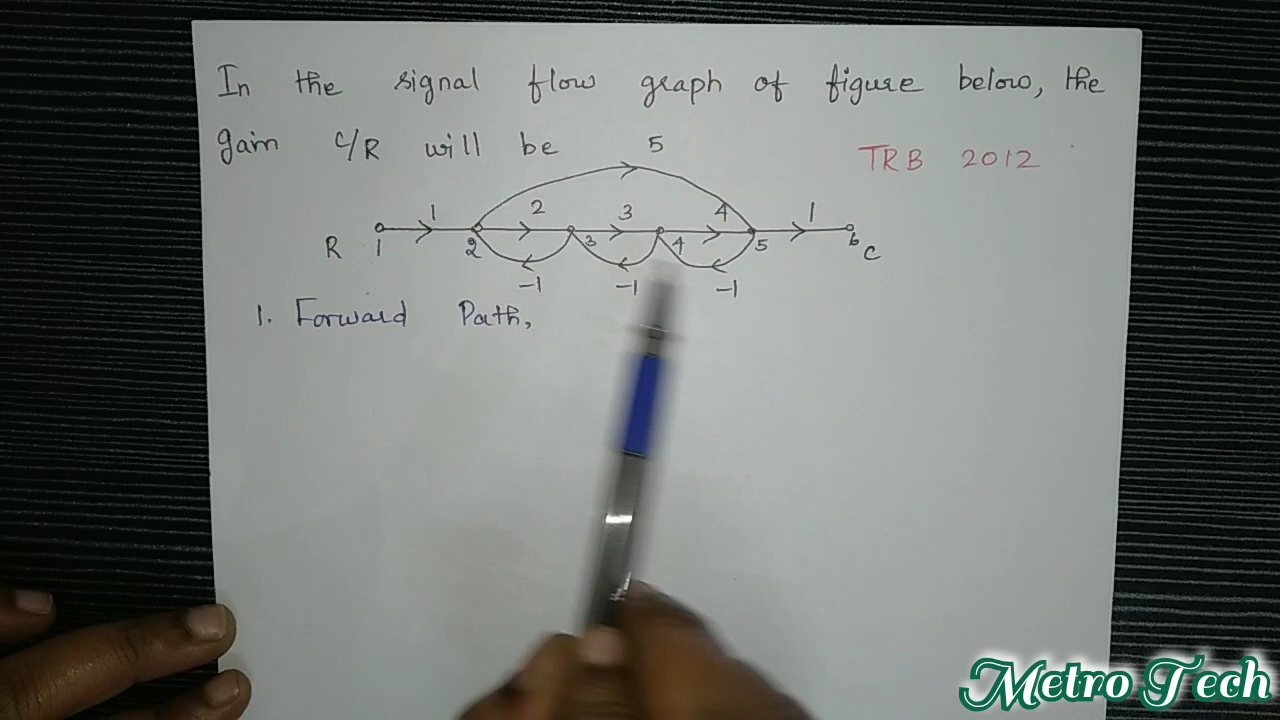 In the signal flow graph of figure below, the
gain C/R will be
TRB 2012
5
1 2 3 4 1
R 1 2 3 4 5 6 C
-1 -1 -1
1. Forward Path,
Metro Tech